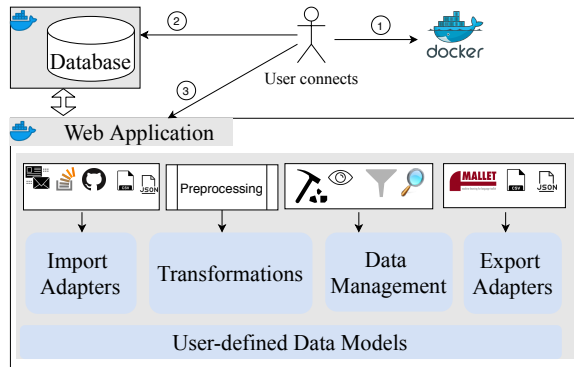 ②
①
Database
docker
User connects
③
Web Application
CSV
JSON
Preprocessing
MALLET
CSV
JSON
Import
Adapters
Transformations
Data
Management
Export
Adapters
User-defined Data Models